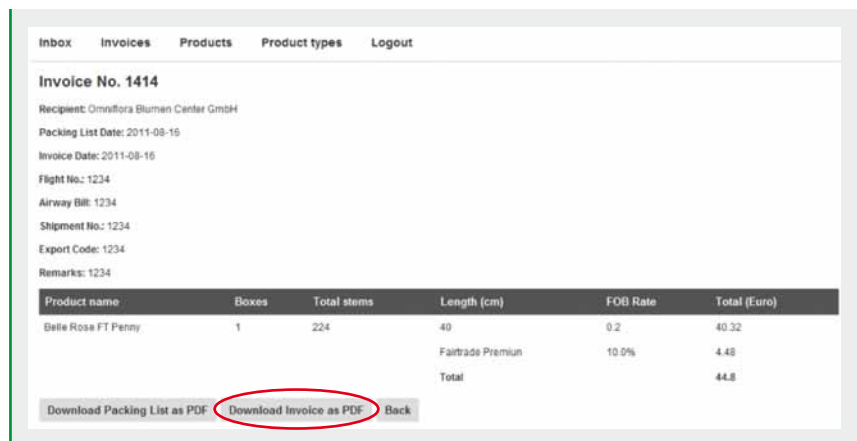 Inbox Invoices Products Product types Logout
Invoice No. 1414
Recipient: Omniflora Blumen Center GmbH
Packing List Date: 2011-08-16
Invoice Date: 2011-08-16
Flight No.: 1234
Airway Bill: 1234
Shipment No.: 1234
Export Code: 1234
Remarks: 1234
Product name Boxes Total stems Length (cm) FOB Rate Total (Euro)
Belle Rose FT Penny 1 224 40 0.2 40.32
Fairtrade Premiun 10.0% 4.48
Total 44.8
Download Packing List as PDF Download Invoice as PDF Back